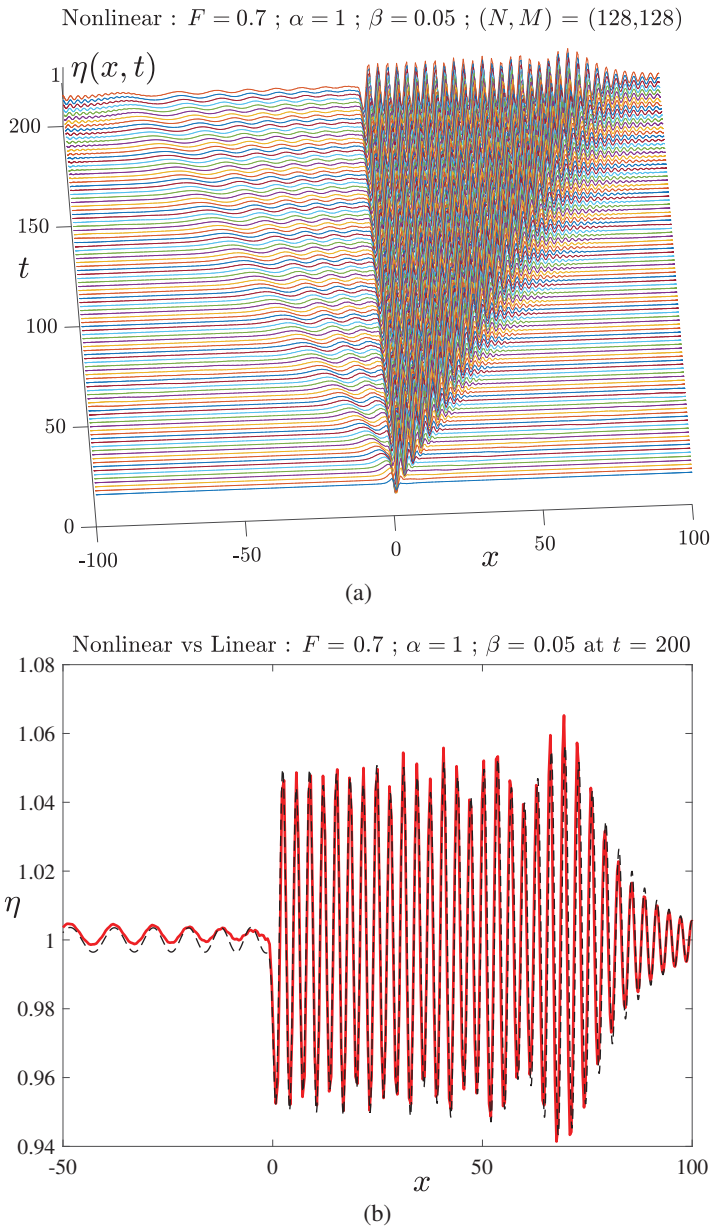 Nonlinear : F = 0.7 ; α = 1 ; β = 0.05 ; (N, M) = (128,128)
1 η(x, t)
200
150
t
100
50
0
-100 -50 0 50 100
x
(a)
Nonlinear vs Linear : F = 0.7 ; α = 1 ; β = 0.05 at t = 200
1.08
1.06
1.04
1.02
η
1
0.98
0.96
0.94
-50 0 50 100
x
(b)